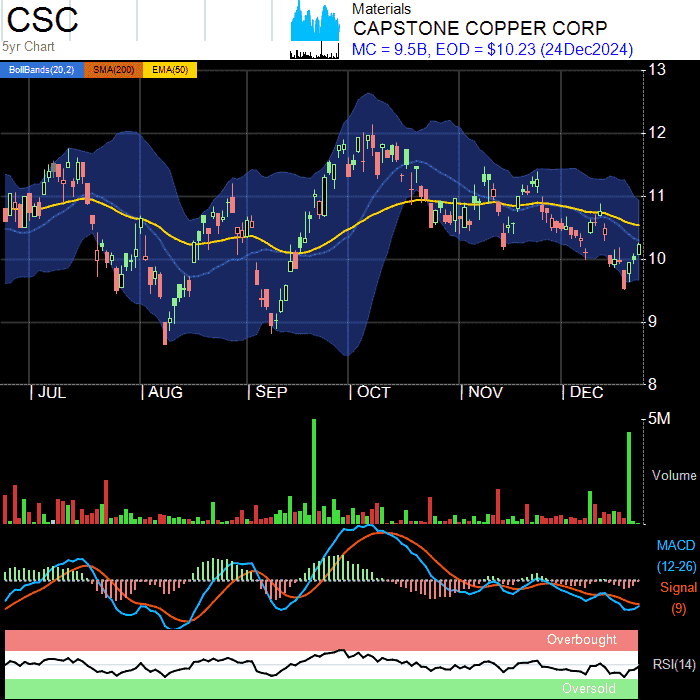 CSC
5yr Chart
Materials
CAPSTONE COPPER CORP
MC = 9.5B, EOD = $10.23 (24Dec2024)
BollBands(20,2) SMA(200) EMA(50)
13
12
11
10
9
8
JUL AUG SEP OCT NOV DEC
5M
Volume
MACD
(12-26)
Signal
(9)
Overbought
RSI(14)
Oversold